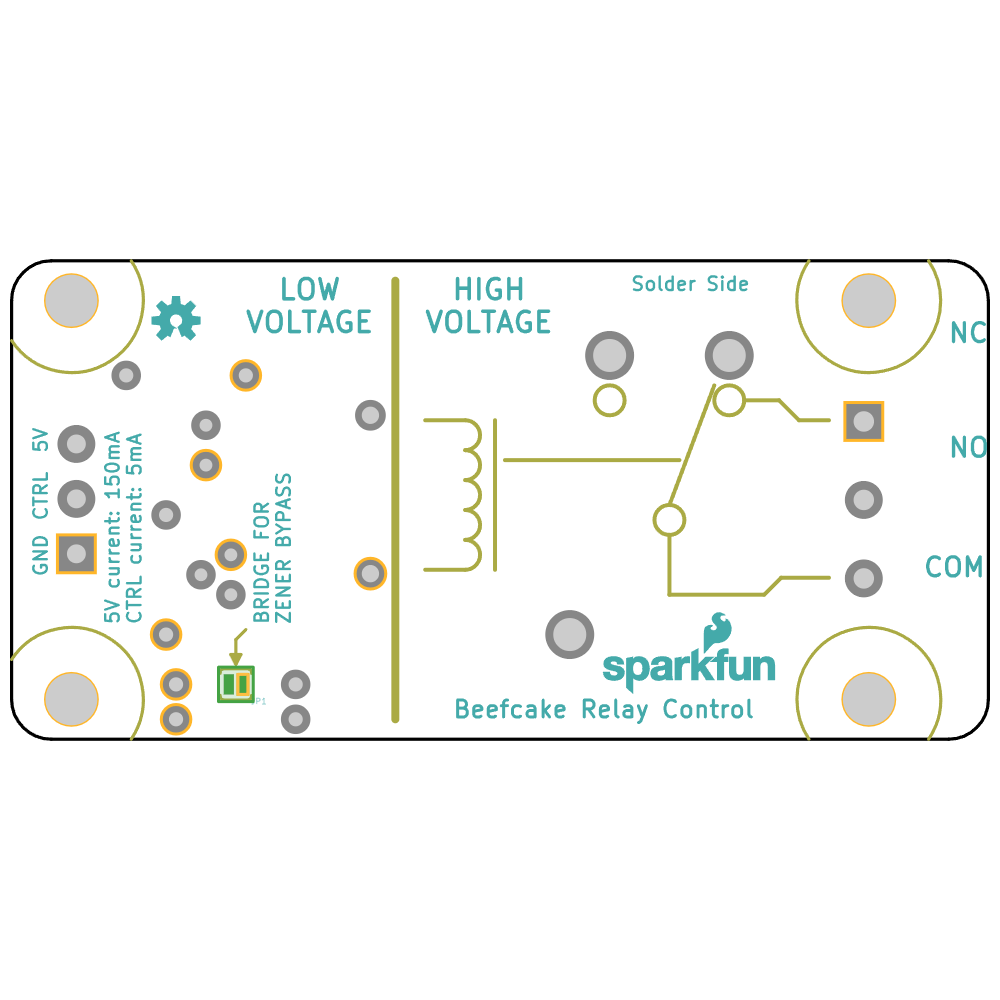 LOW
VOLTAGE
HIGH
VOLTAGE
Solder Side
NC
NO
COM
5V
CTRL
GND
5V current: 150mA
CTRL current: 5mA
BRIDGE FOR
ZENER BYPASS
sparkfun
Beefcake Relay Control